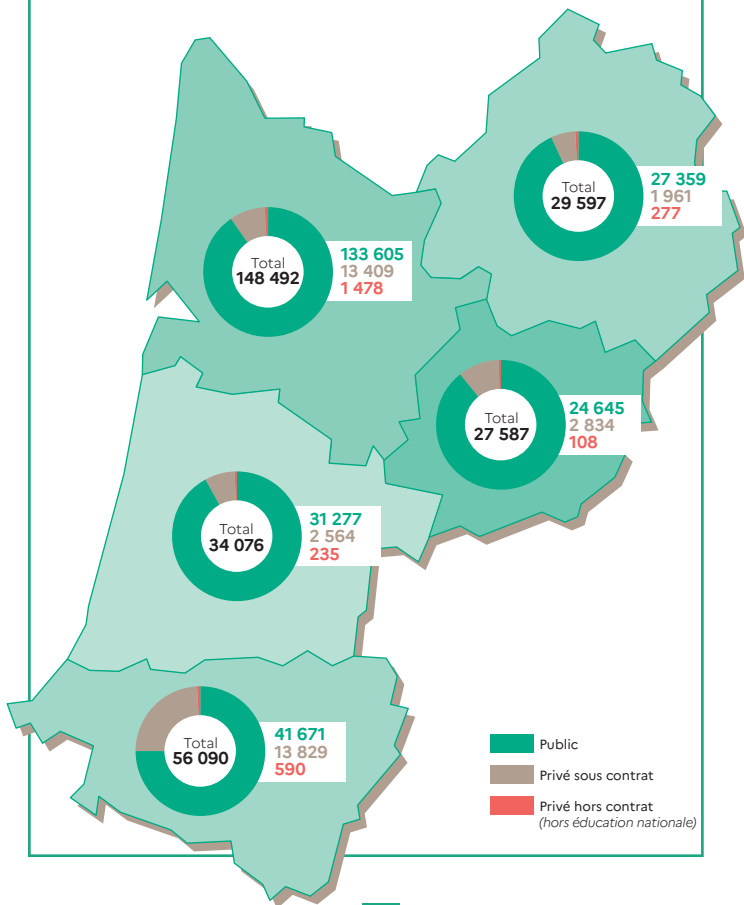 Total
29 597
27 359
1 961
277
Total
148 492
133 605
13 409
1 478
Total
27 587
24 645
2 834
108
Total
34 076
31 277
2 564
235
Total
56 090
41 671
13 829
590
Public
Privé sous contrat
Privé hors contrat
(hors éducation nationale)